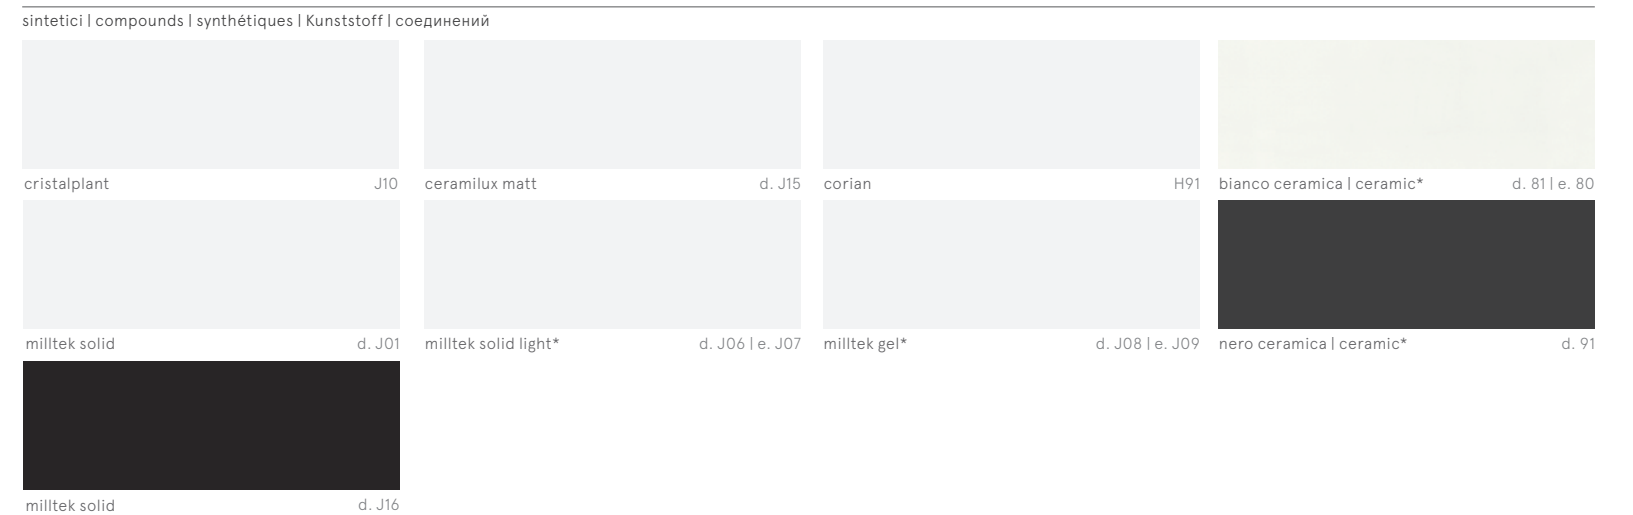 sintetici | compounds | synthétiques | Kunststoff | соединений
cristalplant J10 ceramilux matt d. J15 corian H91 bianco ceramica | ceramic* d. 81 | e. 80
milltek solid d. J01 milltek solid light* d. J06 | e. J07 milltek gel* d. J08 | e. J09 nero ceramica | ceramic* d. 91
milltek solid d. J16